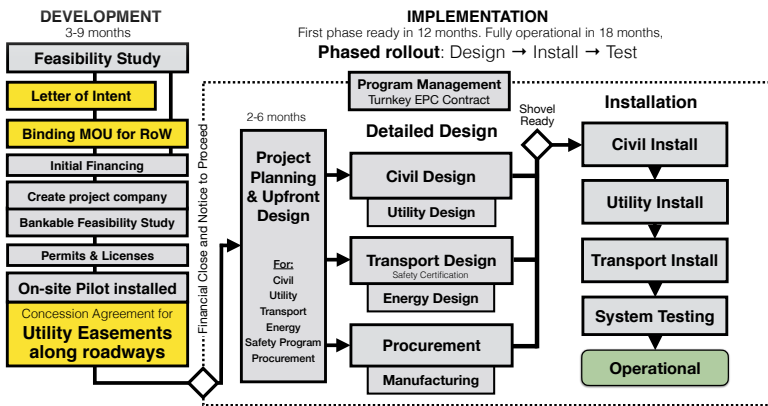 DEVELOPMENT
3-9 months
Feasibility Study
Letter of Intent
Binding MOU for RoW
Initial Financing
Create project company
Bankable Feasibility Study
Permits & Licenses
On-site Pilot installed
Concession Agreement for
Utility Easements
along roadways
Financial Close and Notice to Proceed
IMPLEMENTATION
First phase ready in 12 months. Fully operational in 18 months,
Phased rollout: Design → Install → Test
Program Management
Turnkey EPC Contract
2-6 months
Project
Planning
& Upfront
Design
For:
Civil
Utility
Transport
Energy
Safety Program
Procurement
Detailed Design
Civil Design
Utility Design
Transport Design
Safety Certification
Energy Design
Procurement
Manufacturing
Shovel
Ready
Installation
Civil Install
Utility Install
Transport Install
System Testing
Operational